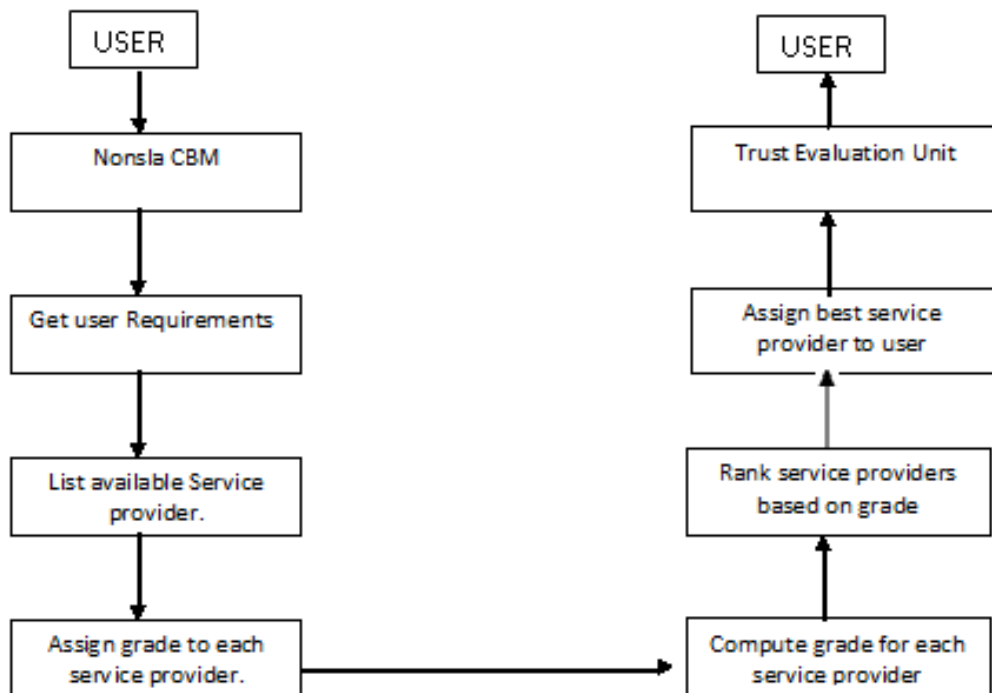 USER
Nonsla CBM
Get user Requirements
List available Service
provider.
Assign grade to each
service provider.
USER
Trust Evaluation Unit
Assign best service
provider to user
Rank service providers
based on grade
Compute grade for each
service provider